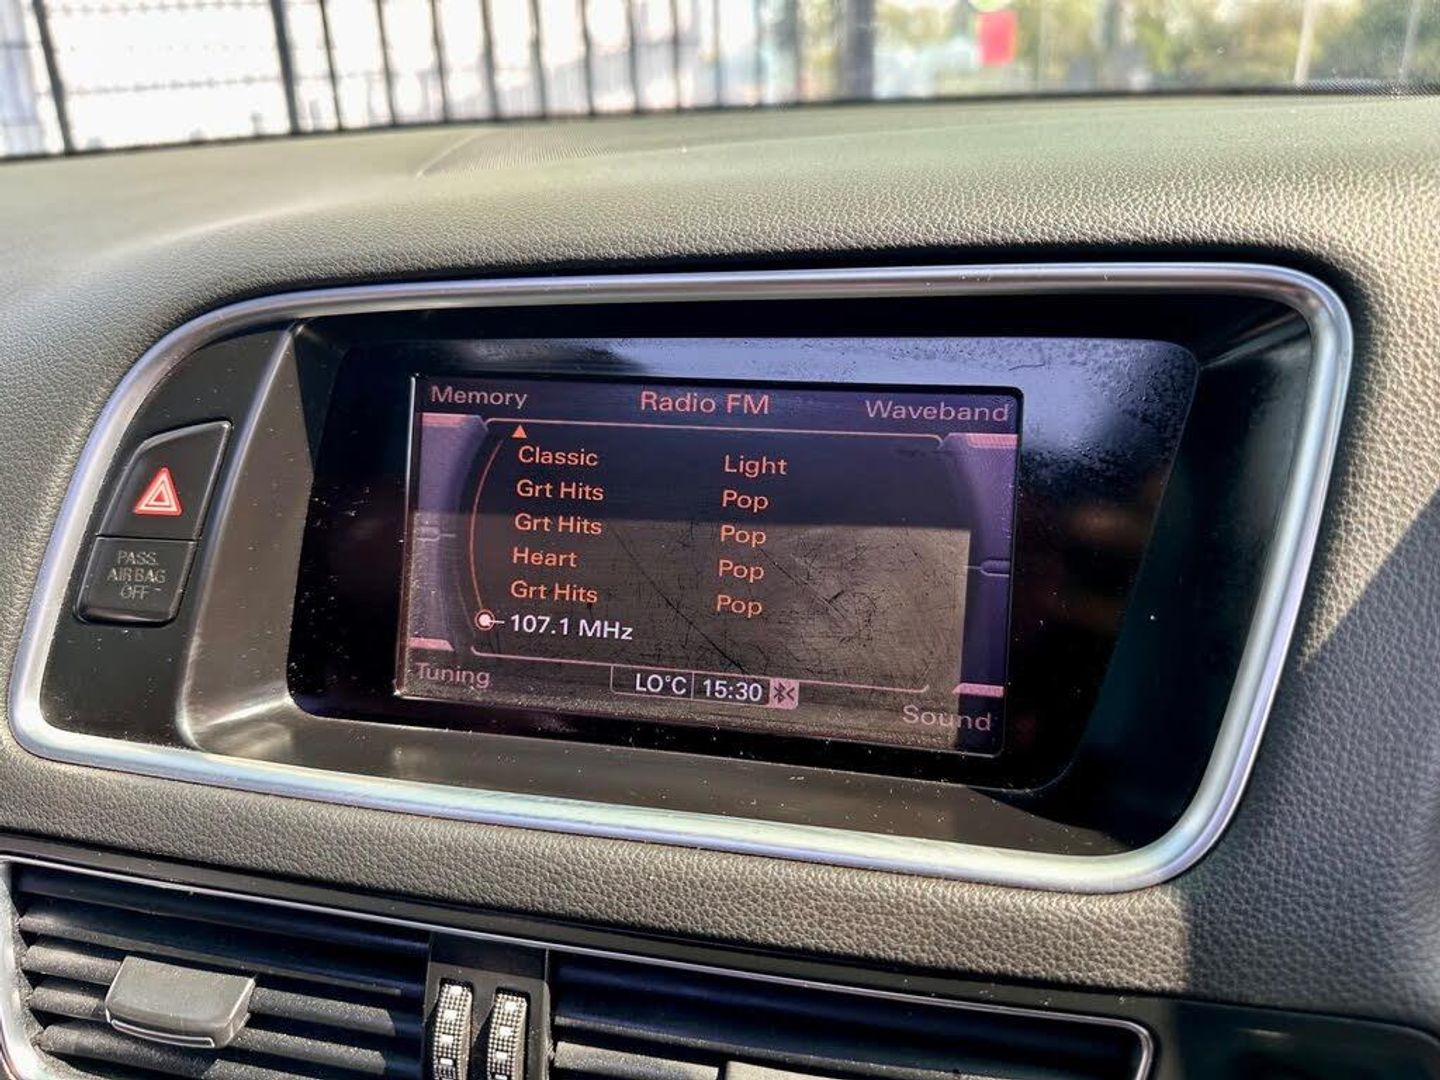 Memory Radio FM Waveband
Classic Light
Grt Hits Pop
Grt Hits Pop
Heart Pop
Grt Hits Pop
107.1 MHz
Tuning LO°C 15:30 Sound
PASS.
AIR BAG
OFF